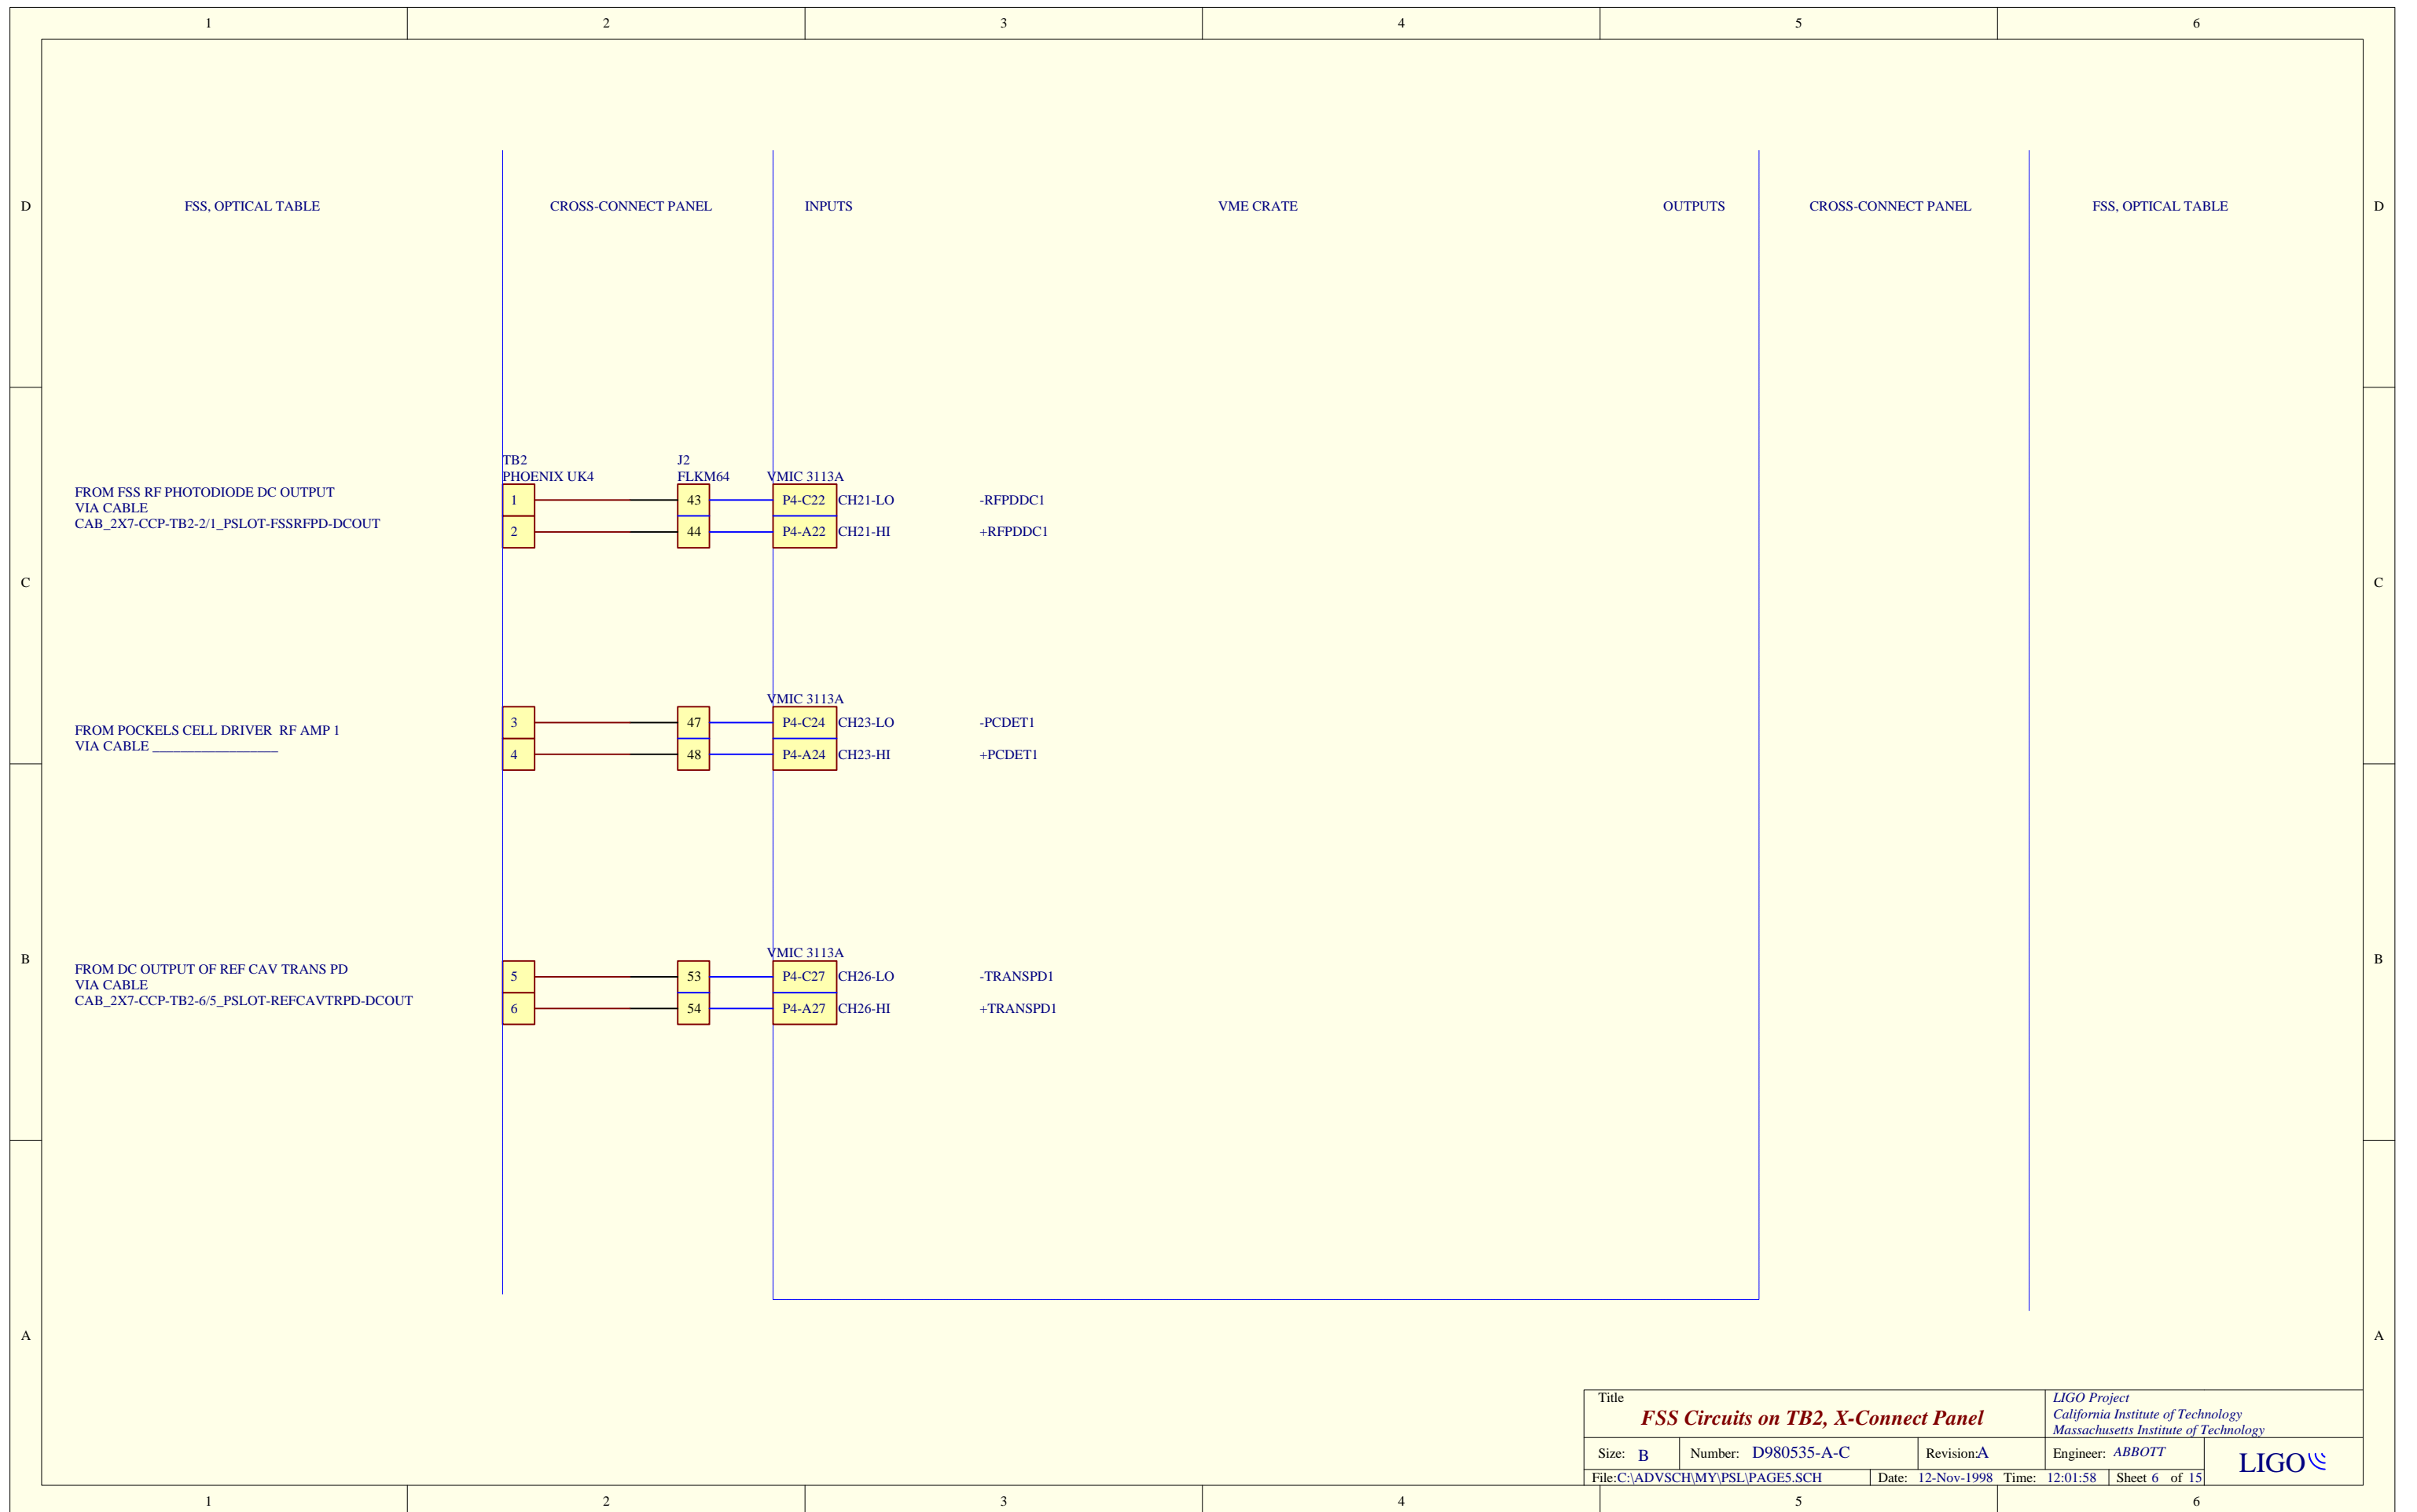 1 2 3 4 5 6
D FSS, OPTICAL TABLE CROSS-CONNECT PANEL INPUTS VME CRATE OUTPUTS CROSS-CONNECT PANEL FSS, OPTICAL TABLE D
TB2 J2
PHOENIX UK4 FLKM64 VMIC 3113A
FROM FSS RF PHOTODIODE DC OUTPUT
VIA CABLE
CAB_2X7-CCP-TB2-2/1_PSLOT-FSSRFPD-DCOUT
1 43 P4-C22 CH21-LO -RFPDDC1
2 44 P4-A22 CH21-HI +RFPDDC1
C C
VMIC 3113A
FROM POCKELS CELL DRIVER  RF AMP 1
VIA CABLE __________________
3 47 P4-C24 CH23-LO -PCDET1
4 48 P4-A24 CH23-HI +PCDET1
VMIC 3113A
B B
FROM DC OUTPUT OF REF CAV TRANS PD
VIA CABLE
CAB_2X7-CCP-TB2-6/5_PSLOT-REFCAVTRPD-DCOUT
5 53 P4-C27 CH26-LO -TRANSPD1
6 54 P4-A27 CH26-HI +TRANSPD1
A A
Title
FSS Circuits on TB2, X-Connect Panel
LIGO Project
California Institute of Technology
Massachusetts Institute of Technology
Size: B Number: D980535-A-C Revision:A Engineer: ABBOTT
LIGO
File:C:\ADVSCH\MY\PSL\PAGE5.SCH Date: 12-Nov-1998 Time: 12:01:58 Sheet 6 of 15
1 2 3 4 5 6